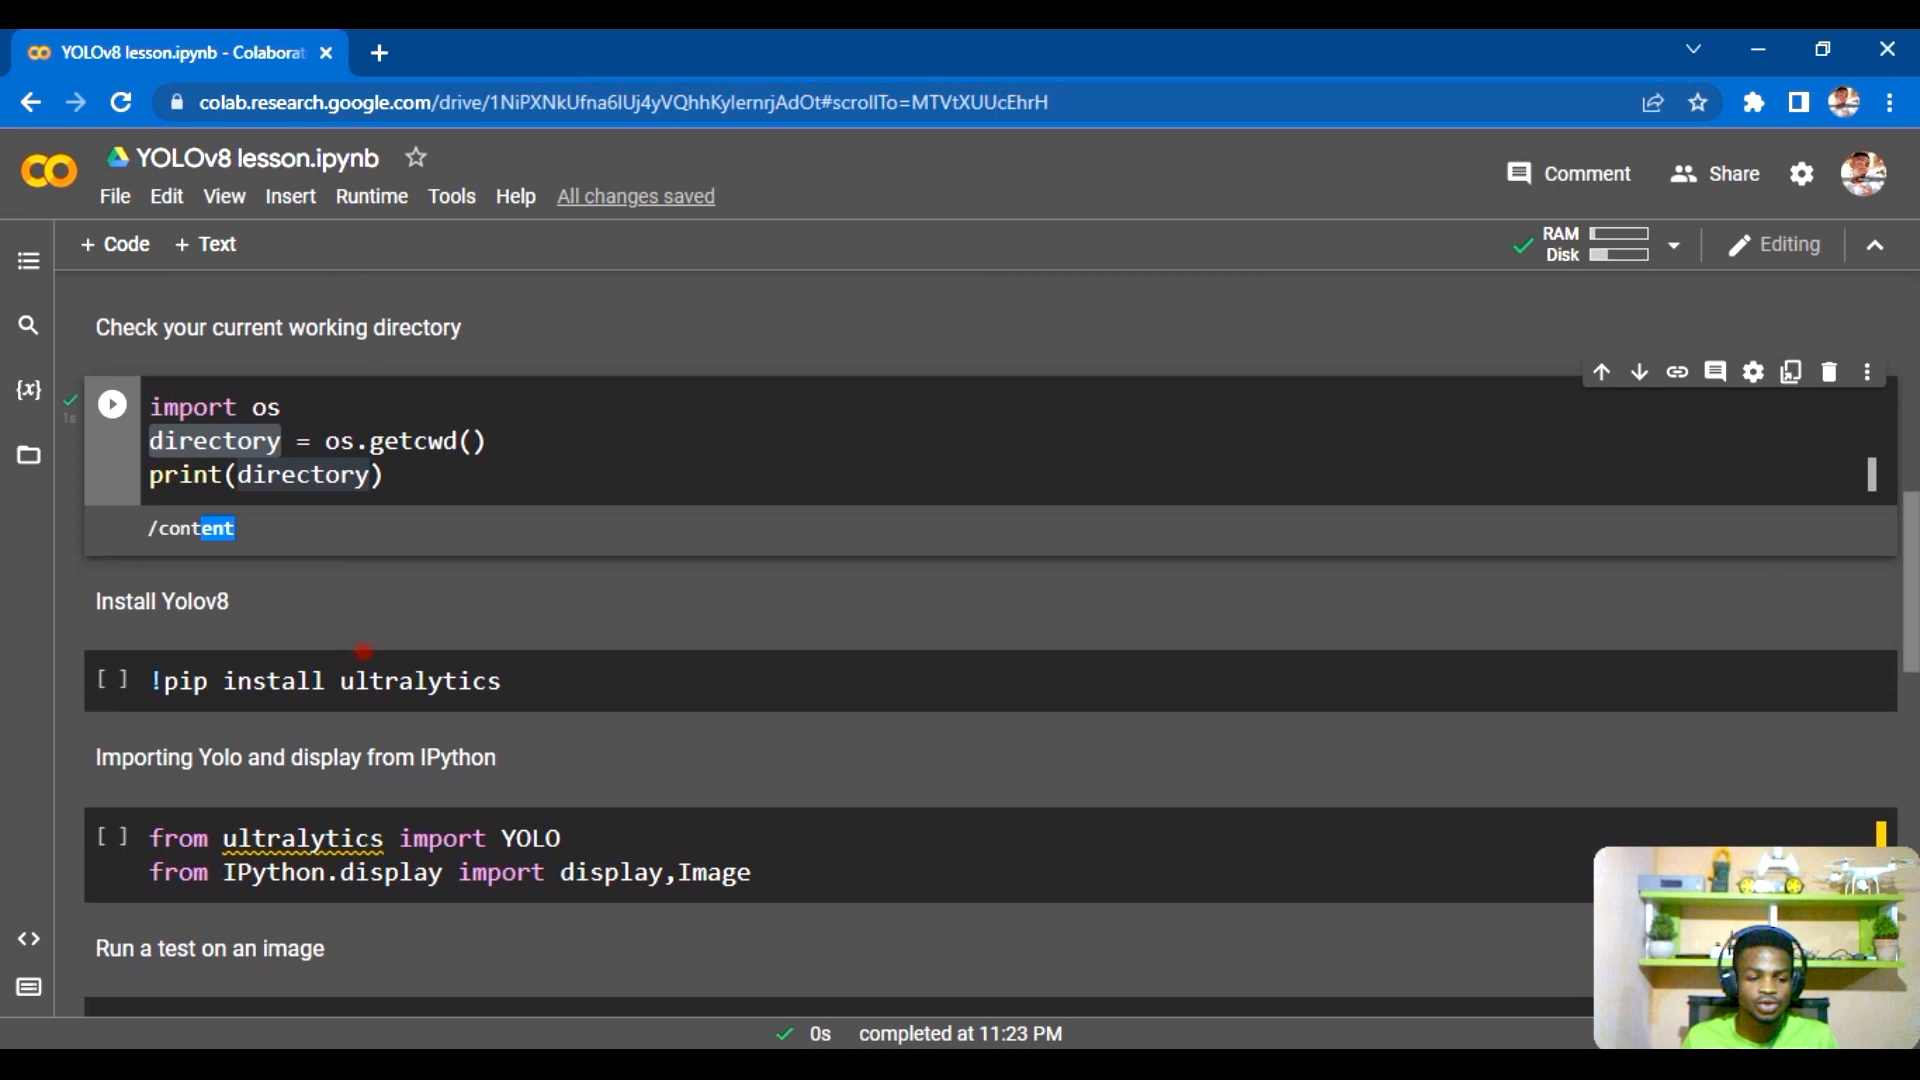 YOLOv8 lesson.ipynb - Colaborat
colab.research.google.com/drive/1NiPXNkUfna6IUj4yVQhhKylernrjAdOt#scrollTo=MTVtXUUcEhrH
YOLOv8 lesson.ipynb
Comment
Share
File Edit View Insert Runtime Tools Help All changes saved
+ Code + Text
RAM
Disk
Editing
Check your current working directory
{x}
1s
import os
directory = os.getcwd()
print(directory)
/content
Install Yolov8
[ ] !pip install ultralytics
Importing Yolo and display from IPython
[ ] from ultralytics import YOLO
from IPython.display import display,Image
Run a test on an image
0s completed at 11:23 PM